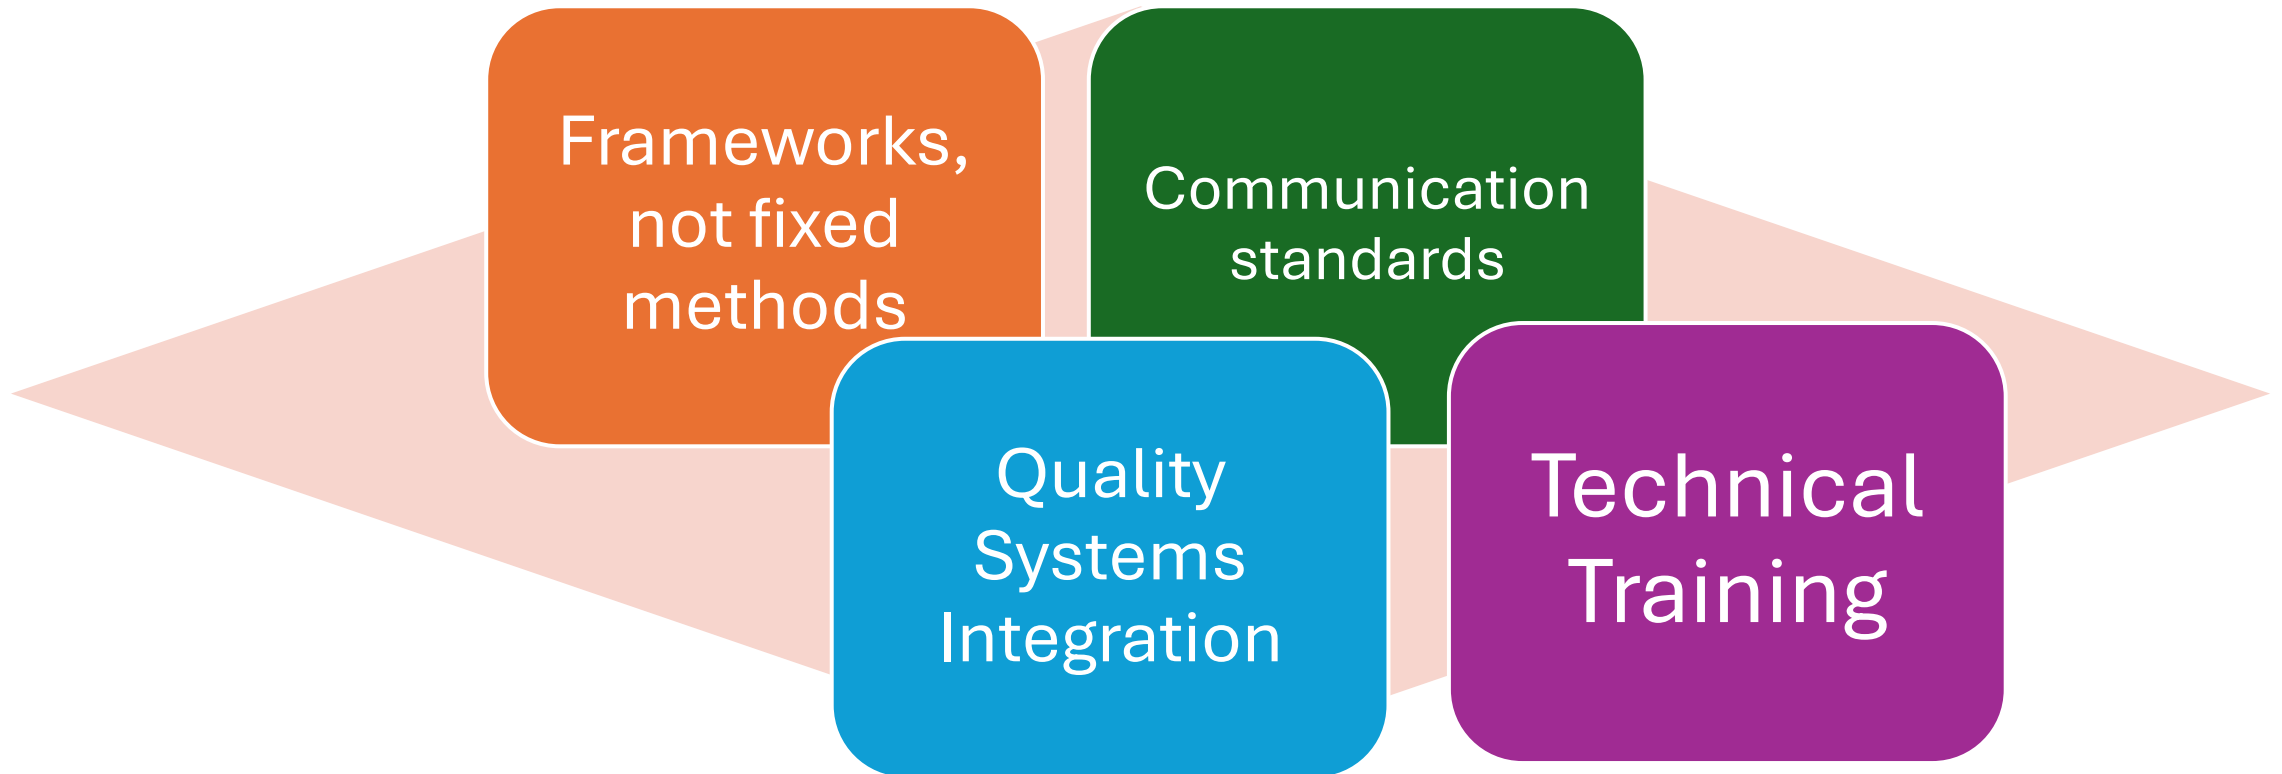 Frameworks,
not fixed
methods
Communication
standards
Quality
Systems
Integration
Technical
Training